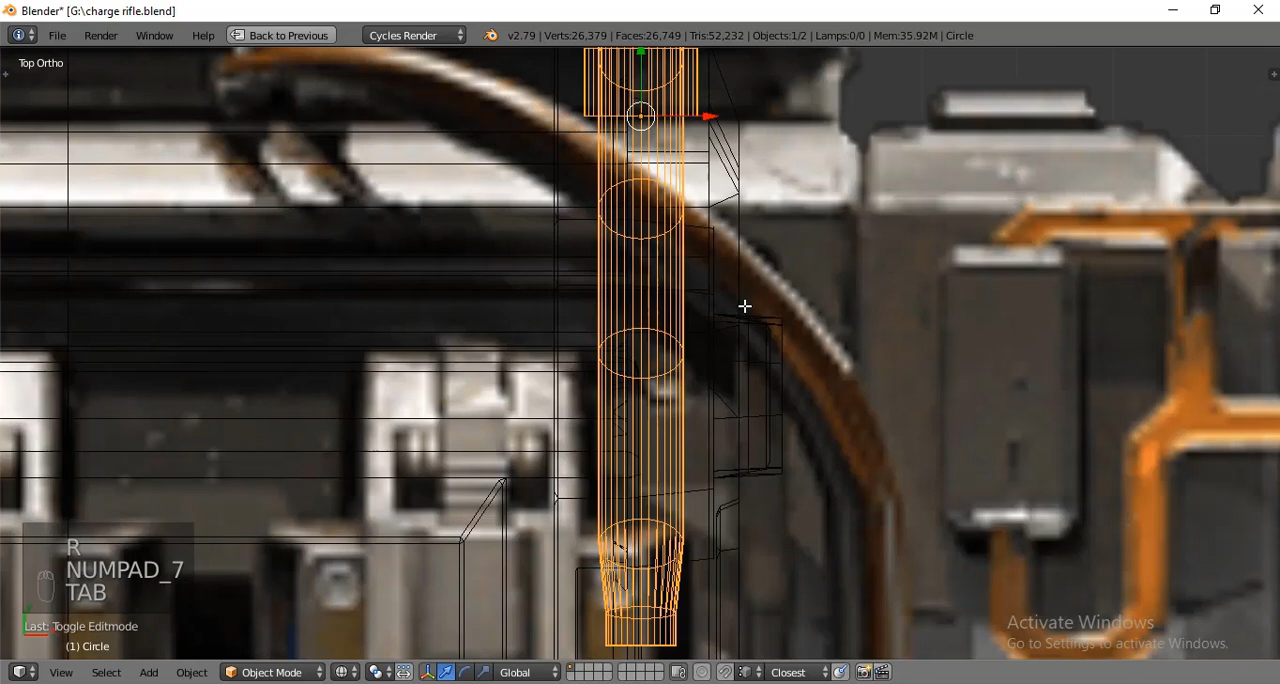 Blender* [G:\charge rifle.blend]
File Render Window Help Back to Previous Cycles Render v2.79 | Verts:26,379 | Faces:26,749 | Tris:52,232 | Objects:1/2 | Lamps:0/0 | Mem:35.92M | Circle
Top Ortho
R
NUMPAD_7
TAB
Last: Toggle Editmode
(1) Circle
Activate Windows
Go to Settings to activate Windows.
View Select Add Object Object Mode Global Closest